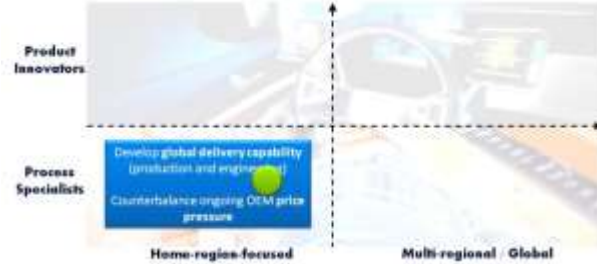 Product
Innovators
Develop global delivery capability
(production and engineering)
Counterbalance ongoing OEM price
pressure
Process
Specialists
Home-region-focused
Multi-regional / Global